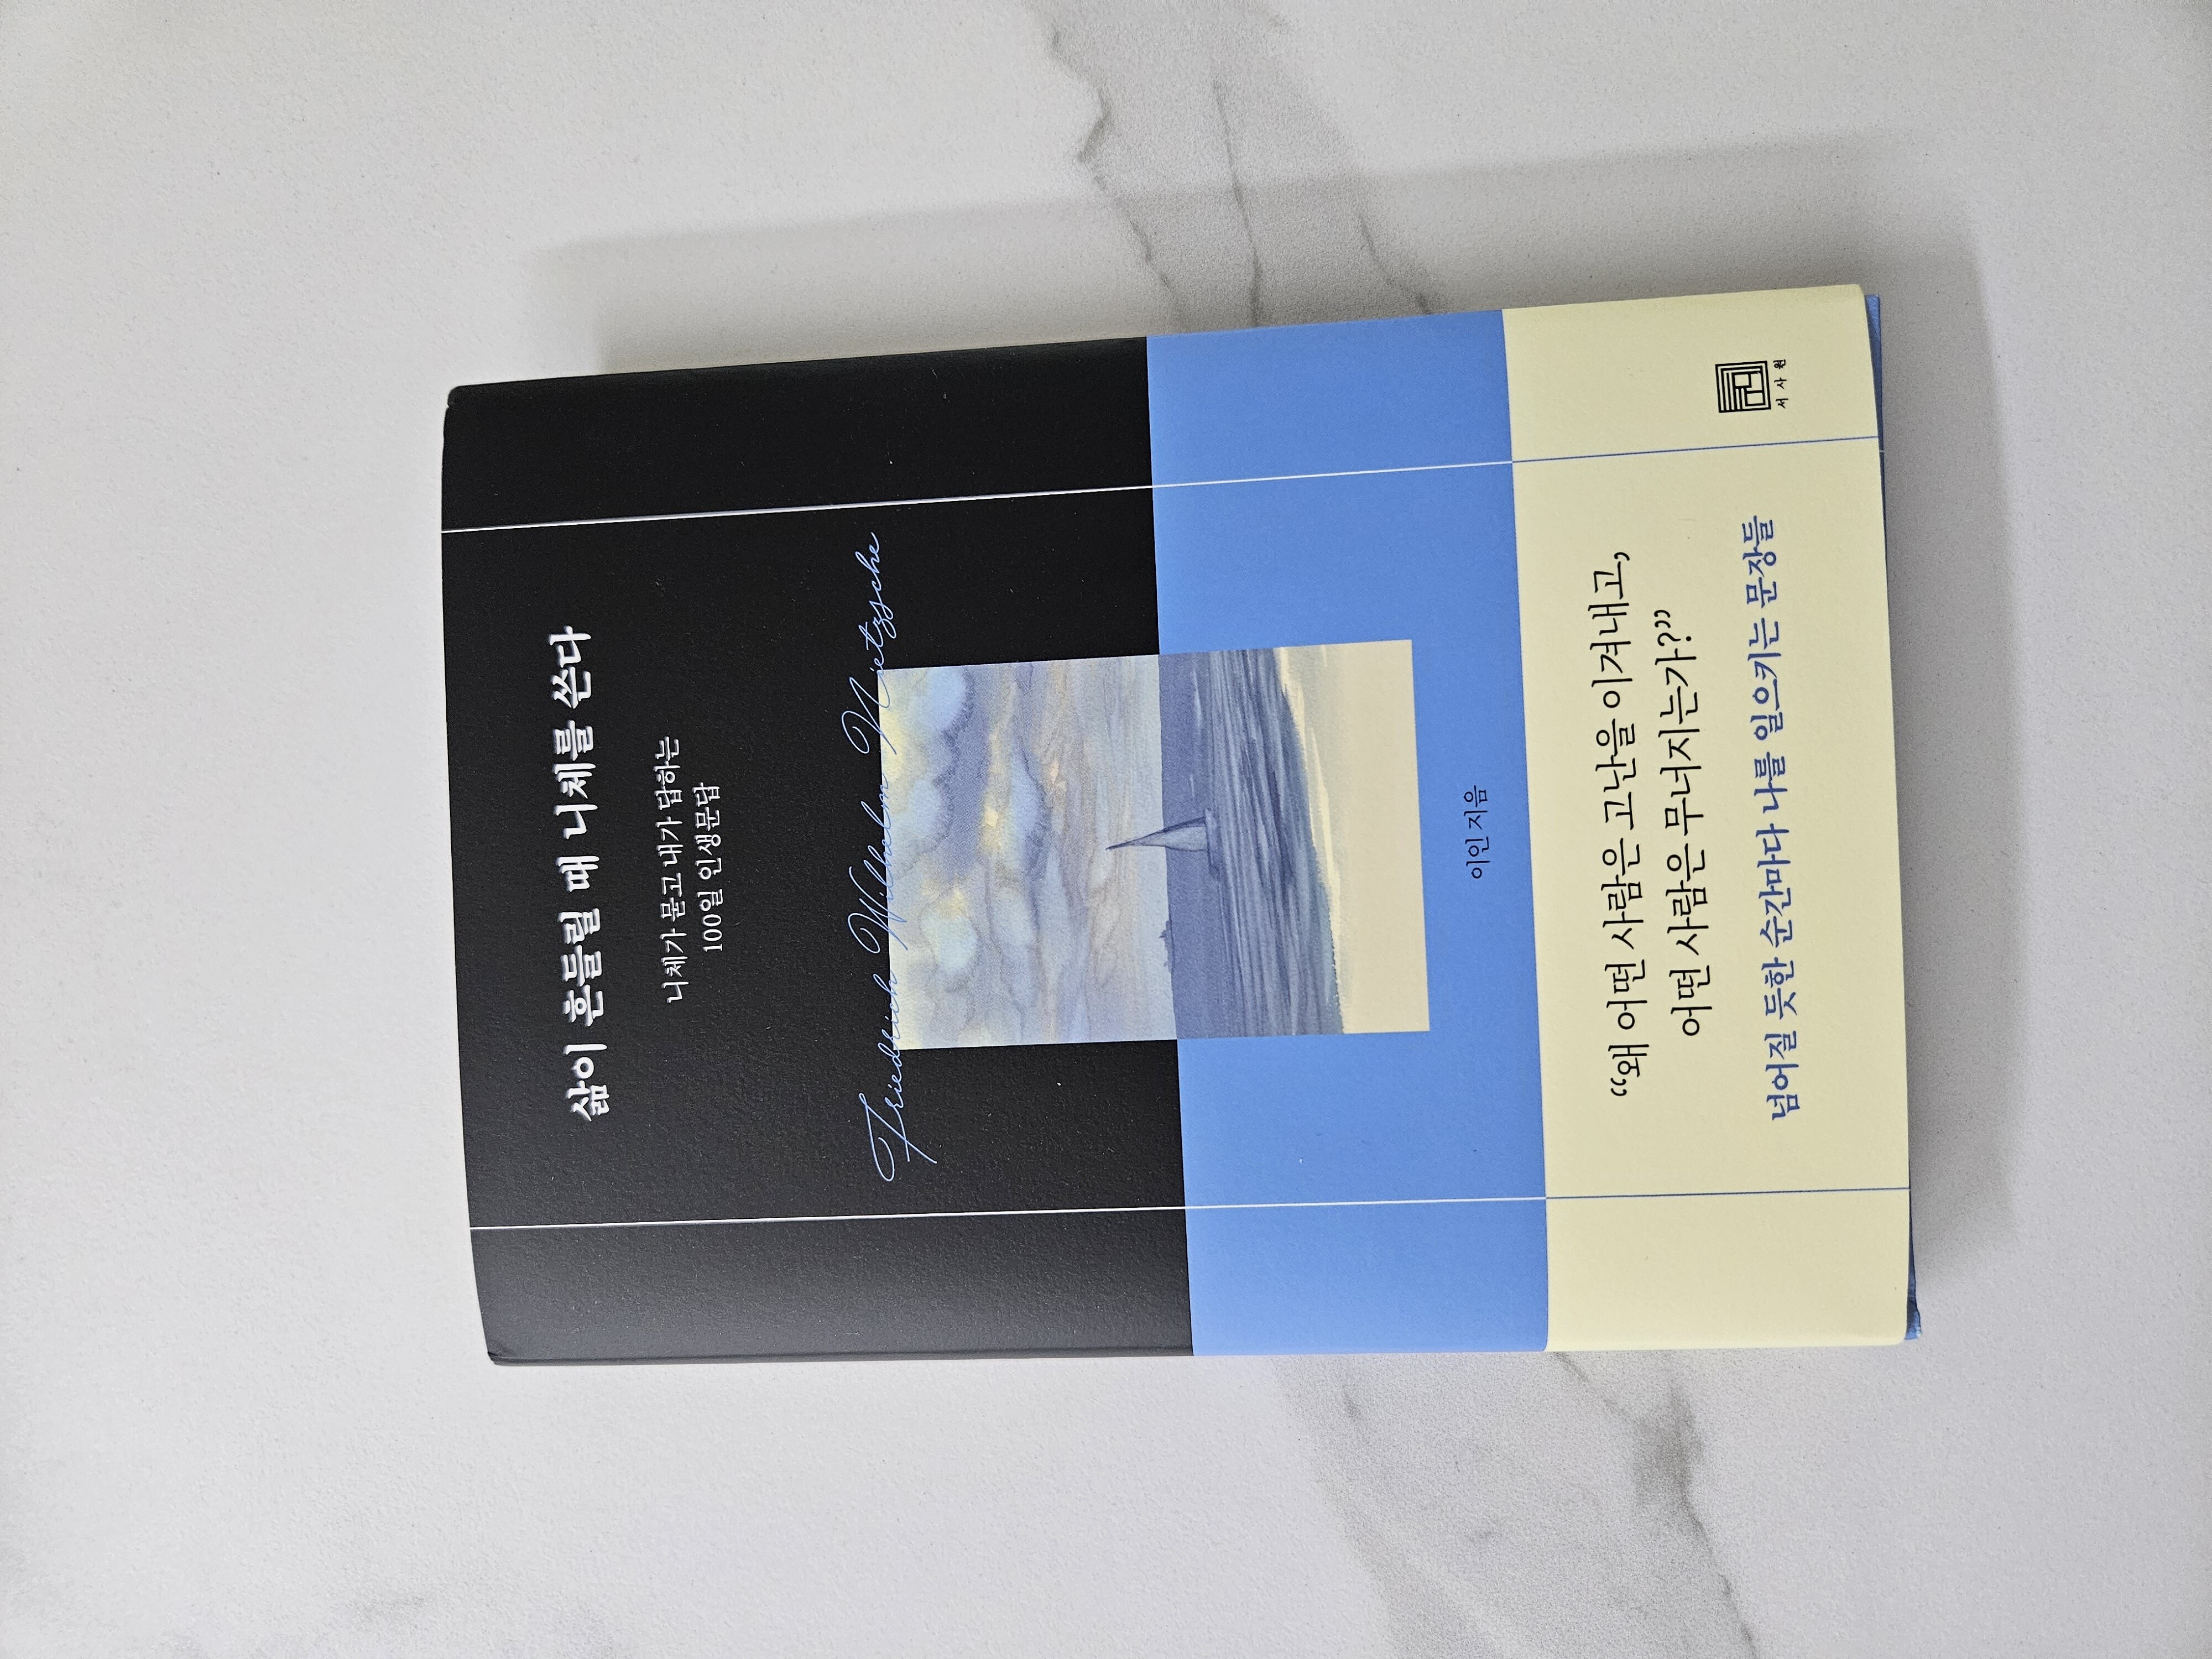 삶이 흔들릴 때 니체를 쓴다
니체가 묻고 내가 답하는
100일 인생문답
Friedrich Wilhelm Nietzsche
이인 지음
“왜 어떤 사람은 고난을 이겨내고,
어떤 사람은 무너지는가?”
넘어질 듯한 순간마다 나를 일으키는 문장들
서사원